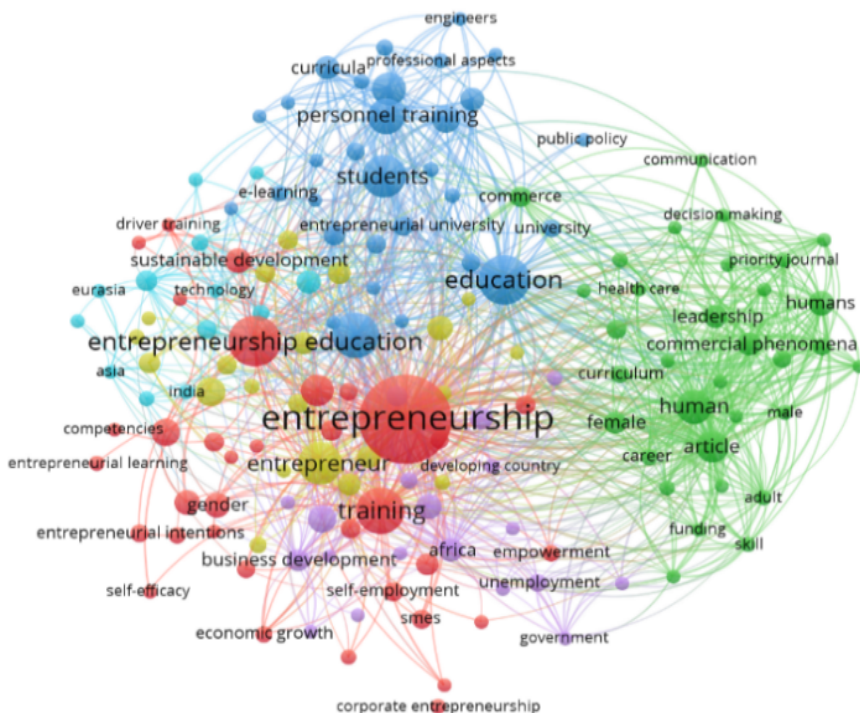 engineers
professional aspects
curricula
personnel training
public policy
communication
students
e-learning
commerce
decision making
driver training
entrepreneurial university
university
sustainable development
priority journal
education
eurasia
technology
health care
humans
leadership
entrepreneurship education
commercial phenomena
asia
curriculum
india
human
entrepreneurship
female
male
competencies
article
entrepreneurial learning
entrepreneur
developing country
career
gender
training
adult
entrepreneurial intentions
funding
skill
business development
africa
empowerment
self-efficacy
self-employment
unemployment
smes
economic growth
government
corporate entrepreneurship